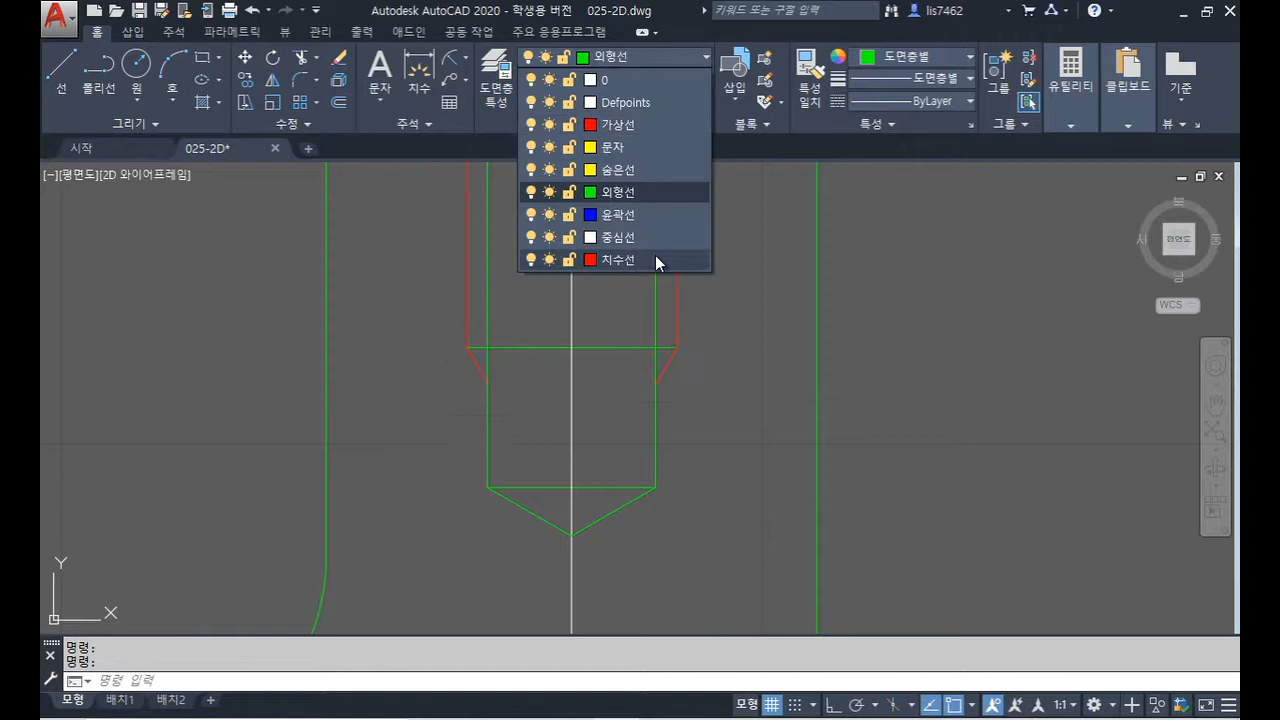 Autodesk AutoCAD 2020 - 학생용 버전 025-2D.dwg
키워드 또는 구절 입력
lis7462
홈 삽입 주석 파라메트릭 뷰 관리 출력 애드인 공동 작업 주요 응용프로그램
외형선
선 폴리선 원 호
문자 치수
도면층 특성
삽입
특성 일치
도면층별
도면층별
ByLayer
그룹 유틸리티 클립보드 기준
그리기 수정 주석 블록 특성 그룹 뷰
0
Defpoints
가상선
문자
숨은선
외형선
윤곽선
중심선
치수선
시작 025-2D*
[−][평면도][2D 와이어프레임]
북
서 평면도 동
남
WCS
Y
X
명령:
명령:
명령 입력
모형 배치1 배치2
모형 1:1